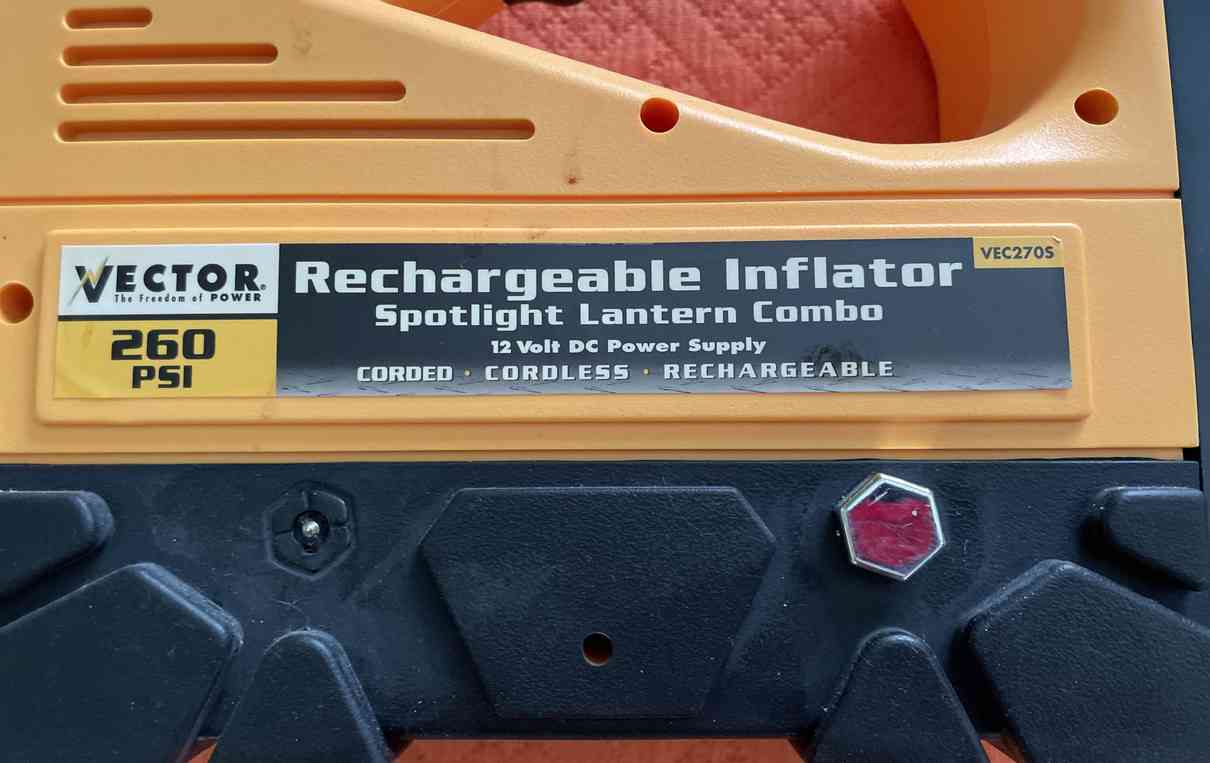 VECTOR®
The Freedom of POWER
260
PSI
Rechargeable Inflator
Spotlight Lantern Combo
12 Volt DC Power Supply
CORDED · CORDLESS · RECHARGEABLE
VEC270S